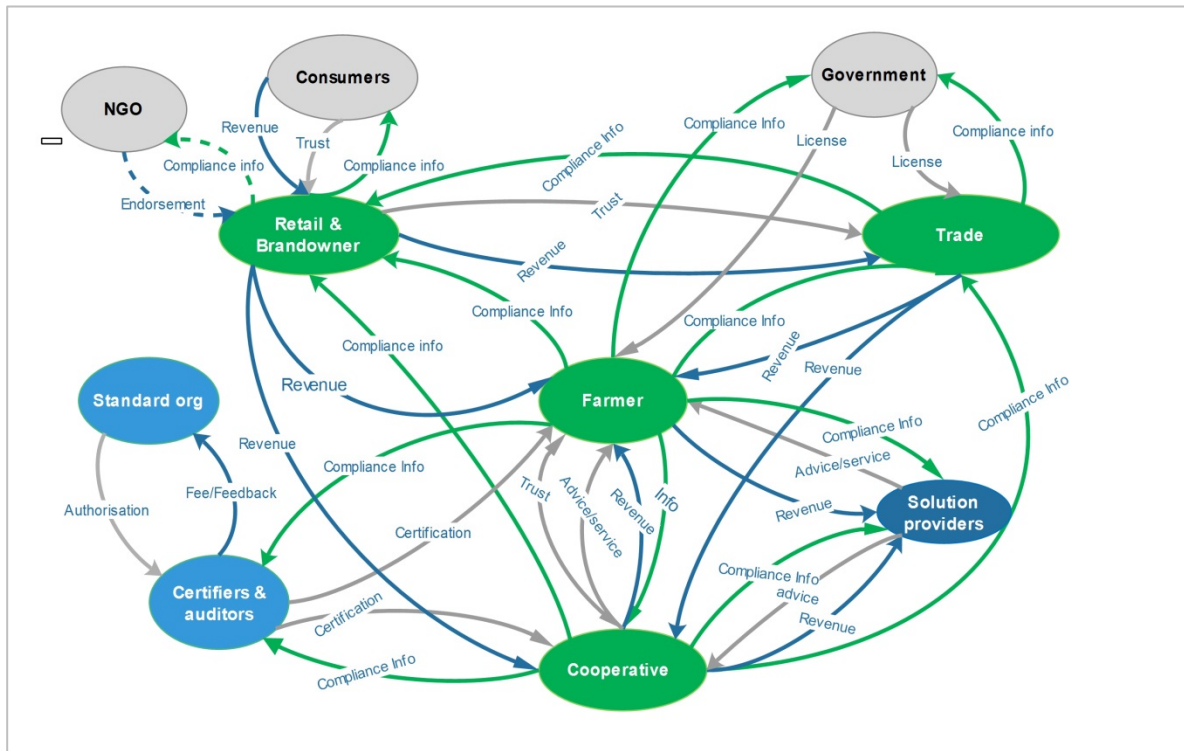 Consumers
Government
NGO
Revenue
Trust
Compliance info
Compliance info
Endorsement
Compliance Info
Compliance Info
License
License
Compliance info
Retail &
Brandowner
Trust
Trade
Revenue
Compliance Info
Compliance Info
Compliance info
Revenue
Revenue
Revenue
Standard org
Farmer
Compliance Info
Compliance Info
Revenue
Compliance Info
Advice/service
Fee/Feedback
Trust
Advice/service
Revenue
Info
Authorisation
Certification
Revenue
Solution
providers
Certifiers &
auditors
Certification
Compliance Info
advice
Revenue
Compliance Info
Cooperative